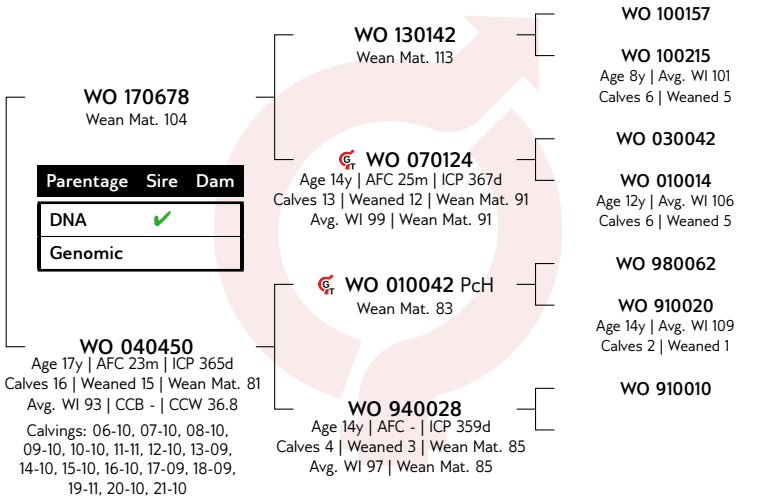 WO 170678
Wean Mat. 104
Parentage Sire Dam
DNA ✔
Genomic
WO 040450
Age 17y | AFC 23m | ICP 365d
Calves 16 | Weaned 15 | Wean Mat. 81
Avg. WI 93 | CCB - | CCW 36.8
Calvings: 06-10, 07-10, 08-10,
09-10, 10-10, 11-11, 12-10, 13-09,
14-10, 15-10, 16-10, 17-09, 18-09,
19-11, 20-10, 21-10
WO 130142
Wean Mat. 113
GT WO 070124
Age 14y | AFC 25m | ICP 367d
Calves 13 | Weaned 12 | Wean Mat. 91
Avg. WI 99 | Wean Mat. 91
GT WO 010042 PcH
Wean Mat. 83
WO 940028
Age 14y | AFC - | ICP 359d
Calves 4 | Weaned 3 | Wean Mat. 85
Avg. WI 97 | Wean Mat. 85
WO 100157
WO 100215
Age 8y | Avg. WI 101
Calves 6 | Weaned 5
WO 030042
WO 010014
Age 12y | Avg. WI 106
Calves 6 | Weaned 5
WO 980062
WO 910020
Age 14y | Avg. WI 109
Calves 2 | Weaned 1
WO 910010